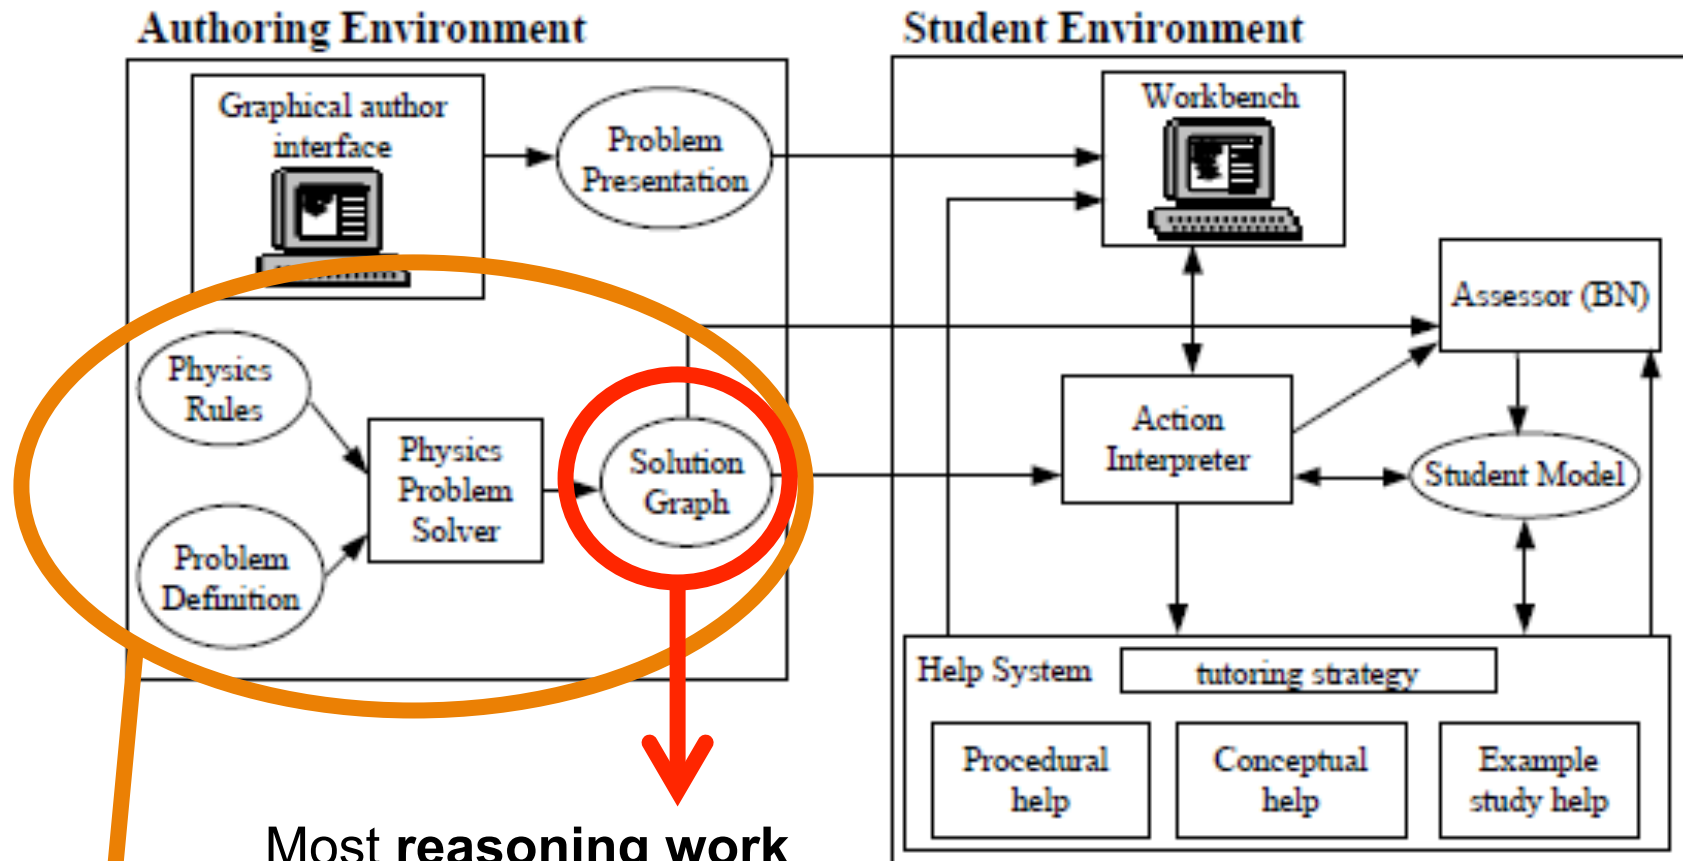 Authoring Environment
Student Environment
Graphical author
interface
Problem
Presentation
Workbench
Assessor (BN)
Physics
Rules
Physics
Problem
Solver
Solution
Graph
Action
Interpreter
Student Model
Problem
Definition
Help System
tutoring strategy
Procedural
help
Conceptual
help
Example
study help
Most reasoning work